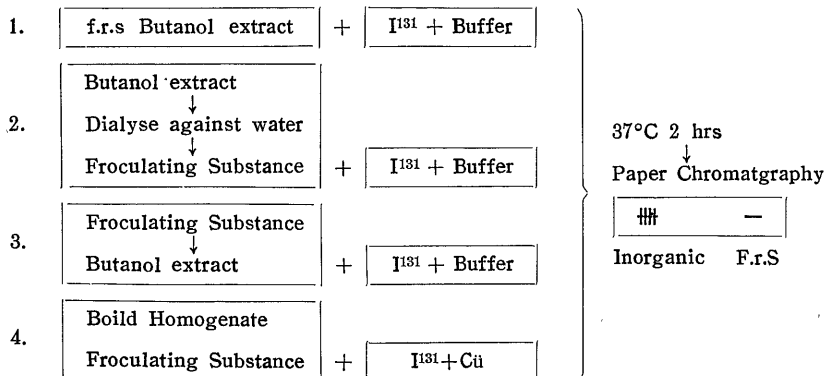 1. f.r.s Butanol extract + I¹³¹ + Buffer
2. Butanol extract
↓
Dialyse against water
↓
Froculating Substance + I¹³¹ + Buffer
3. Froculating Substance
↓
Butanol extract + I¹³¹ + Buffer
4. Boild Homogenate
Froculating Substance + I¹³¹+Cü
37°C 2 hrs
↓
Paper Chromatgraphy
卌 —
Inorganic F.r.S